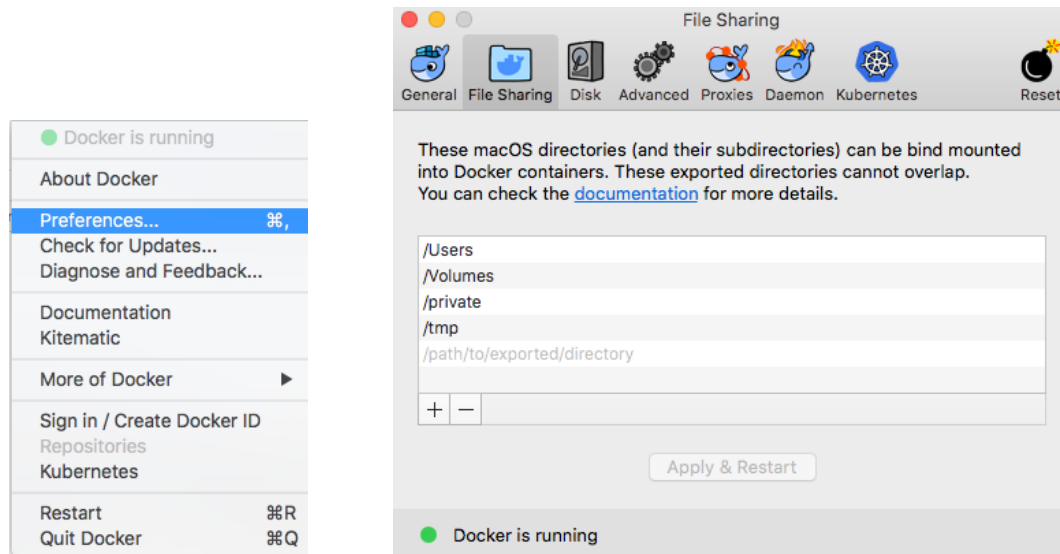 Docker is running
About Docker
Preferences... ⌘,
Check for Updates...
Diagnose and Feedback...
Documentation
Kitematic
More of Docker ▶
Sign in / Create Docker ID
Repositories
Kubernetes
Restart ⌘R
Quit Docker ⌘Q
File Sharing
General File Sharing Disk Advanced Proxies Daemon Kubernetes Reset
These macOS directories (and their subdirectories) can be bind mounted
into Docker containers. These exported directories cannot overlap.
You can check the documentation for more details.
/Users
/Volumes
/private
/tmp
/path/to/exported/directory
+ −
Apply & Restart
Docker is running